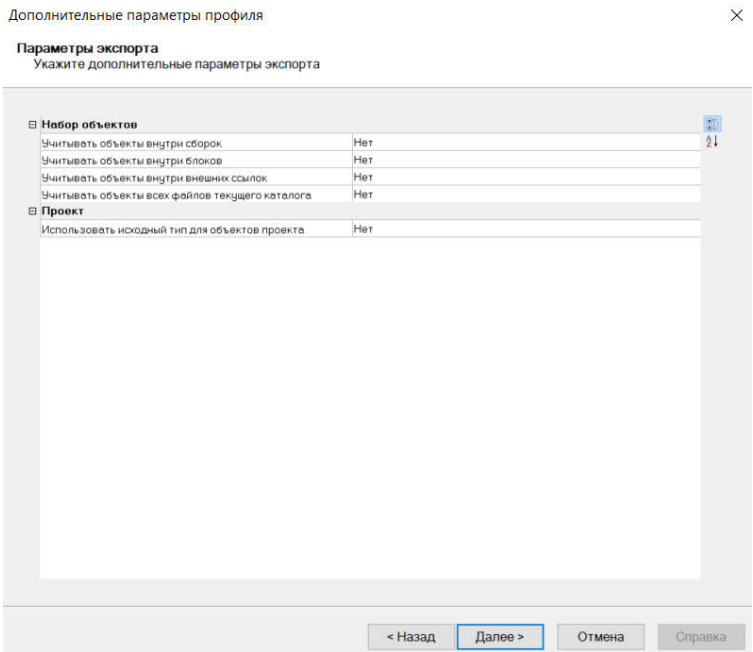 Дополнительные параметры профиля
Параметры экспорта
Укажите дополнительные параметры экспорта
Набор объектов
Учитывать объекты внутри сборок Нет
Учитывать объекты внутри блоков Нет
Учитывать объекты внутри внешних ссылок Нет
Учитывать объекты всех файлов текущего каталога Нет
Проект
Использовать исходный тип для объектов проекта Нет
< Назад Далее > Отмена Справка